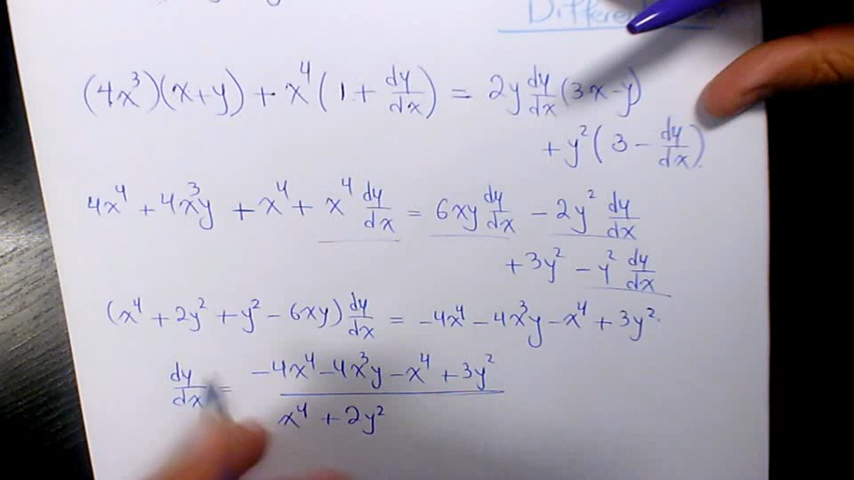 (4x³)(x+y) + x⁴(1 + dy/dx) = 2y dy/dx (3x-y)
+ y²(3 - dy/dx)
4x⁴ + 4x³y + x⁴ + x⁴ dy/dx = 6xy dy/dx - 2y² dy/dx
+ 3y² - y² dy/dx
(x⁴ + 2y² + y² - 6xy) dy/dx = -4x⁴ - 4x³y - x⁴ + 3y²
dy/dx = (-4x⁴ - 4x³y - x⁴ + 3y²)/(x⁴ + 2y²)